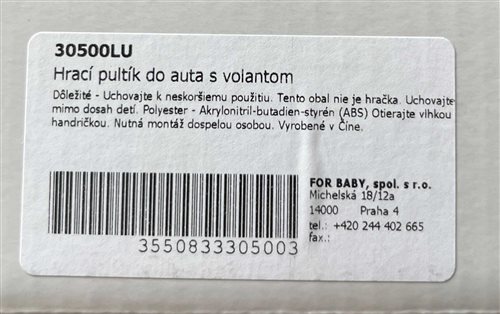 30500LU
Hrací pultík do auta s volantom
Dôležité - Uchovajte k neskoršiemu použitiu. Tento obal nie je hračka. Uchovajte
mimo dosah detí. Polyester - Akrylonitril-butadien-styrén (ABS) Otierajte vlhkou
handričkou. Nutná montáž dospelou osobou. Vyrobené v Číne.
FOR BABY, spol. s r.o.
Michelská 18/12a
14000 Praha 4
tel.: +420 244 402 665
fax.:
3550833305003